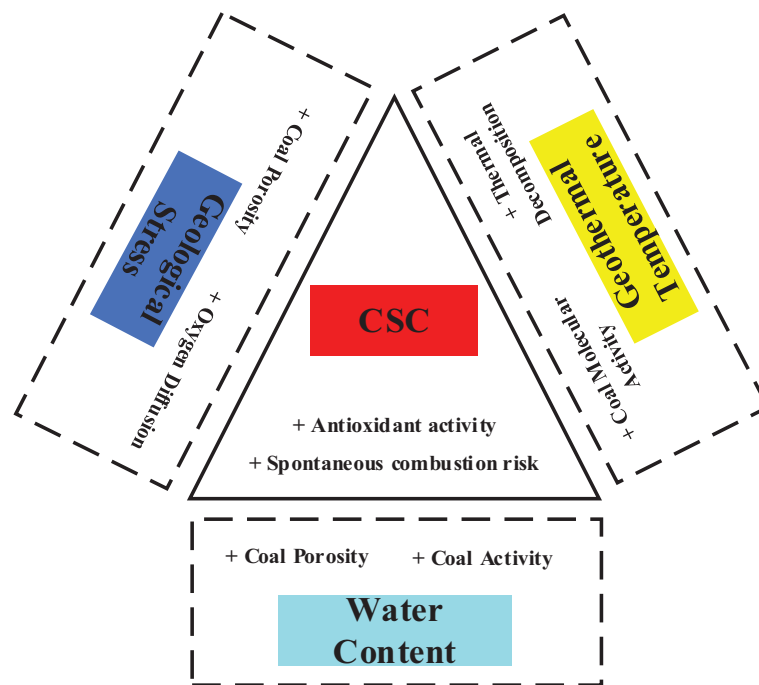 + Coal Porosity
Geological
Stress
+ Oxygen Diffusion
+ Thermal
Decomposition
Geothermal
Temperature
+ Coal Molecular
Activity
CSC
+ Antioxidant activity
+ Spontaneous combustion risk
+ Coal Porosity
+ Coal Activity
Water
Content